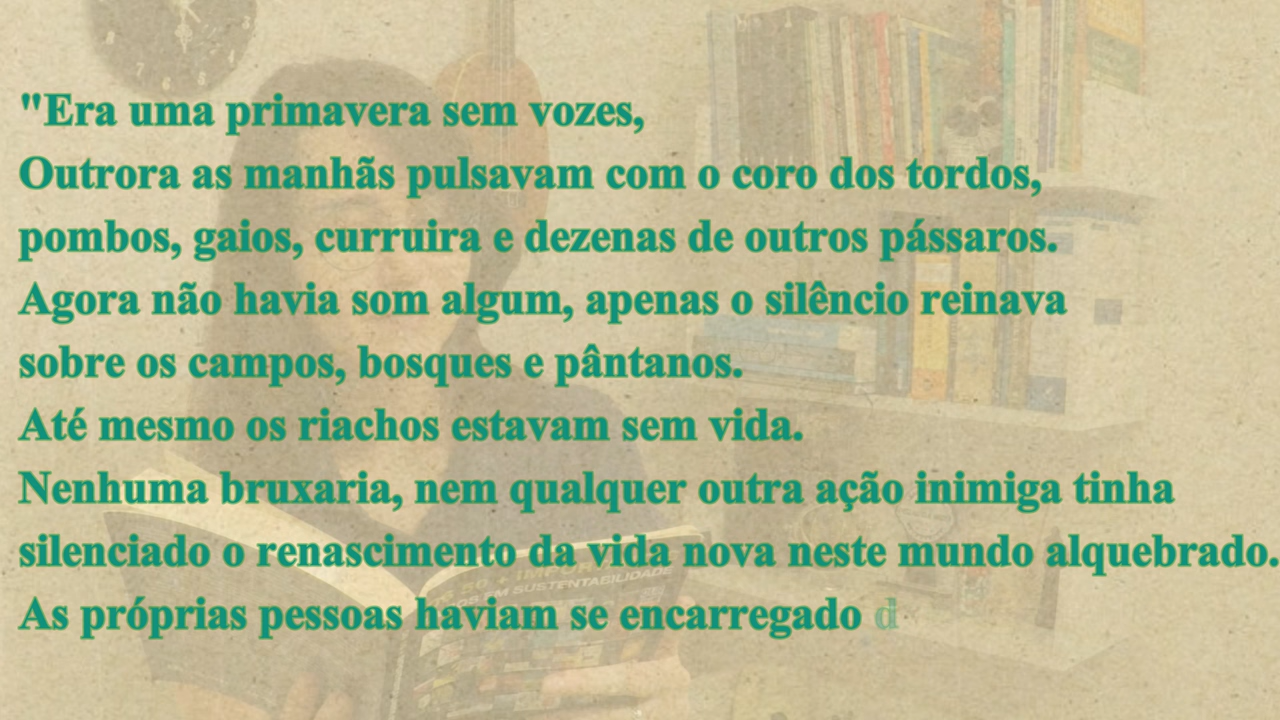 "Era uma primavera sem vozes,
Outrora as manhãs pulsavam com o coro dos tordos,
pombos, gaios, curruira e dezenas de outros pássaros.
Agora não havia som algum, apenas o silêncio reinava
sobre os campos, bosques e pântanos.
Até mesmo os riachos estavam sem vida.
Nenhuma bruxaria, nem qualquer outra ação inimiga tinha
silenciado o renascimento da vida nova neste mundo alquebrado.
As próprias pessoas haviam se encarregado d
EM SUSTENTABILIDADE